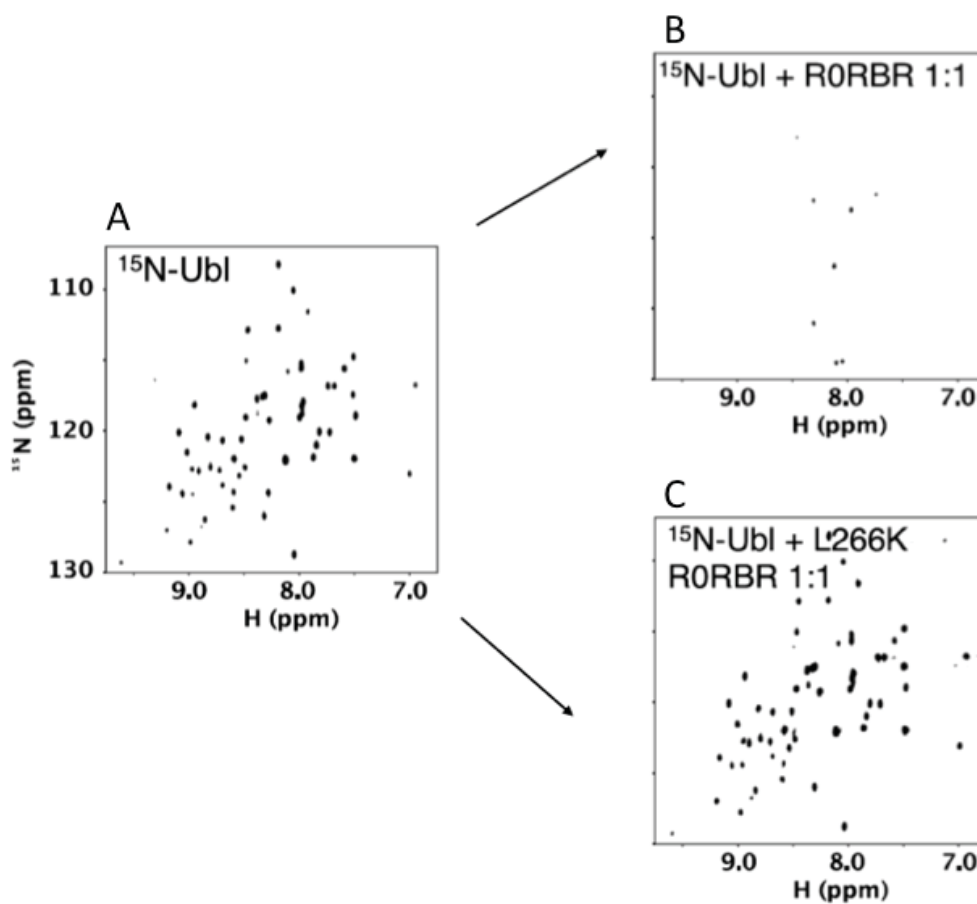 A
¹⁵N-Ubl
110
120
130
¹⁵N (ppm)
9.0 8.0 7.0
H (ppm)
B
¹⁵N-Ubl + R0RBR 1:1
9.0 8.0 7.0
H (ppm)
C
¹⁵N-Ubl + L266K
R0RBR 1:1
9.0 8.0 7.0
H (ppm)